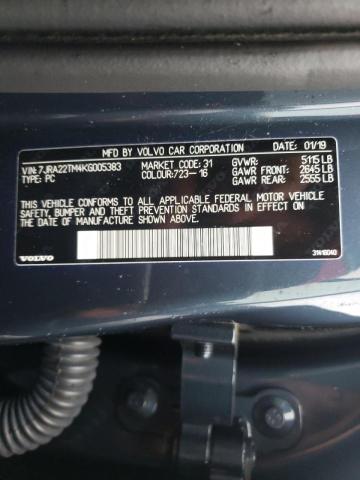 MFD BY VOLVO CAR CORPORATION DATE: 01/19
VIN: 7JRA22TM4KG005383 MARKET CODE: 31 GVWR: 5115 LB
TYPE: PC COLOUR: 723-16 GAWR FRONT: 2645 LB
GAWR REAR: 2555 LB
THIS VEHICLE CONFORMS TO ALL APPLICABLE FEDERAL MOTOR VEHICLE
SAFETY, BUMPER AND THEFT PREVENTION STANDARDS IN EFFECT ON
THE DATE OF MANUFACTURE SHOWN ABOVE.
VOLVO 31416040